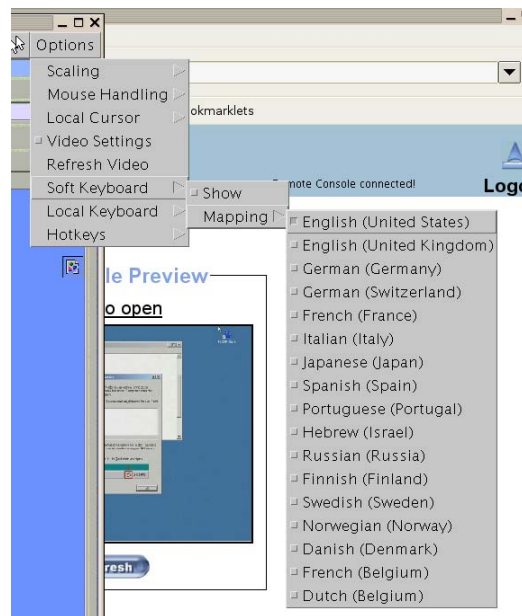 Options
Scaling
Mouse Handling
Local Cursor
Video Settings
Refresh Video
Soft Keyboard
Local Keyboard
Hotkeys
Show
Mapping
English (United States)
English (United Kingdom)
German (Germany)
German (Switzerland)
French (France)
Italian (Italy)
Japanese (Japan)
Spanish (Spain)
Portuguese (Portugal)
Hebrew (Israel)
Russian (Russia)
Finnish (Finland)
Swedish (Sweden)
Norwegian (Norway)
Danish (Denmark)
French (Belgium)
Dutch (Belgium)
okmarklets
mote Console connected!
Logo
le Preview
o open
resh